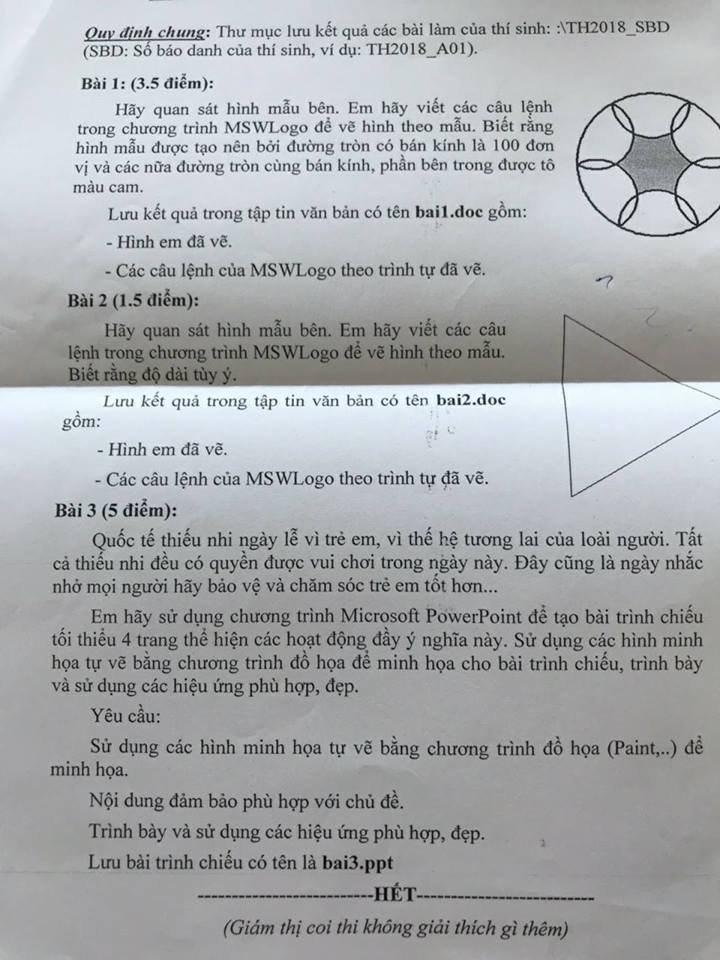 Quy định chung: Thư mục lưu kết quả các bài làm của thí sinh: :\TH2018_SBD
(SBD: Số báo danh của thí sinh, ví dụ: TH2018_A01).
Bài 1: (3.5 điểm):
Hãy quan sát hình mẫu bên. Em hãy viết các câu lệnh
trong chương trình MSWLogo để vẽ hình theo mẫu. Biết rằng
hình mẫu được tạo nên bởi đường tròn có bán kính là 100 đơn
vị và các nữa đường tròn cùng bán kính, phần bên trong được tô
màu cam.
Lưu kết quả trong tập tin văn bản có tên bai1.doc gồm:
- Hình em đã vẽ.
- Các câu lệnh của MSWLogo theo trình tự đã vẽ.
Bài 2 (1.5 điểm):
Hãy quan sát hình mẫu bên. Em hãy viết các câu
lệnh trong chương trình MSWLogo để vẽ hình theo mẫu.
Biết rằng độ dài tùy ý.
Lưu kết quả trong tập tin văn bản có tên bai2.doc
gồm:
- Hình em đã vẽ.
- Các câu lệnh của MSWLogo theo trình tự đã vẽ.
Bài 3 (5 điểm):
Quốc tế thiếu nhi ngày lễ vì trẻ em, vì thế hệ tương lai của loài người. Tất
cả thiếu nhi đều có quyền được vui chơi trong ngày này. Đây cũng là ngày nhắc
nhở mọi người hãy bảo vệ và chăm sóc trẻ em tốt hơn...
Em hãy sử dụng chương trình Microsoft PowerPoint để tạo bài trình chiếu
tối thiểu 4 trang thể hiện các hoạt động đầy ý nghĩa này. Sử dụng các hình minh
họa tự vẽ bằng chương trình đồ họa để minh họa cho bài trình chiếu, trình bày
và sử dụng các hiệu ứng phù hợp, đẹp.
Yêu cầu:
Sử dụng các hình minh họa tự vẽ bằng chương trình đồ họa (Paint,..) để
minh họa.
Nội dung đảm bảo phù hợp với chủ đề.
Trình bày và sử dụng các hiệu ứng phù hợp, đẹp.
Lưu bài trình chiếu có tên là bai3.ppt
--------------------------HẾT--------------------------
(Giám thị coi thi không giải thích gì thêm)